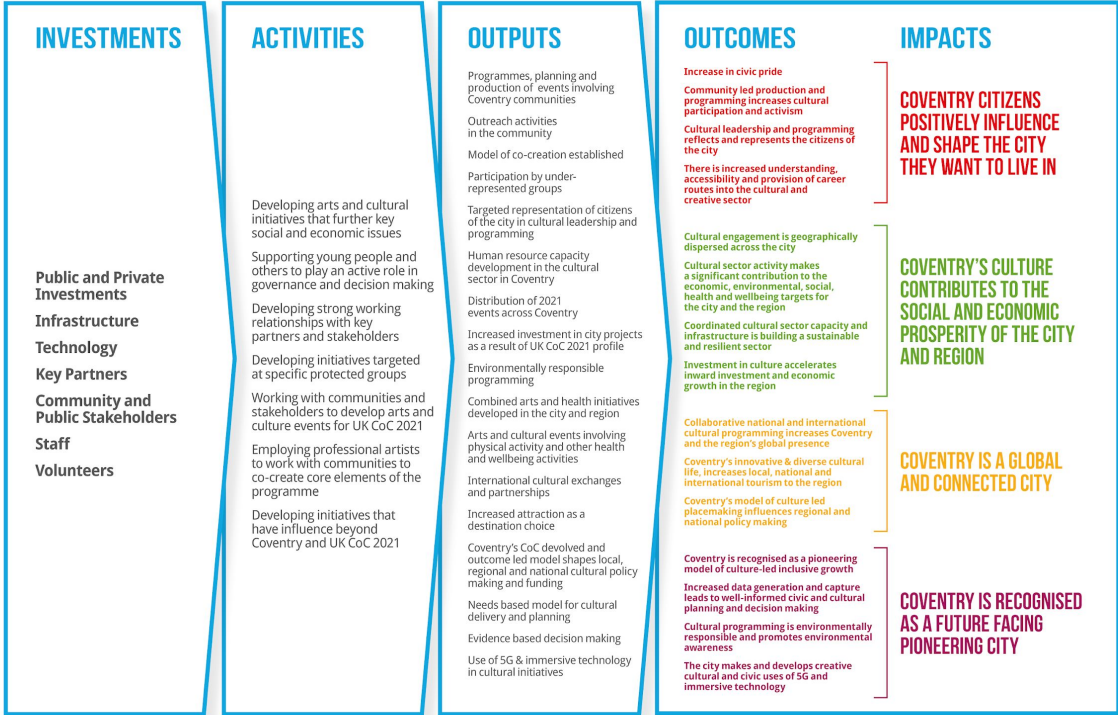 INVESTMENTS
Public and Private
Investments
Infrastructure
Technology
Key Partners
Community and
Public Stakeholders
Staff
Volunteers
ACTIVITIES
Developing arts and cultural
initiatives that further key
social and economic issues
Supporting young people and
others to play an active role in
governance and decision making
Developing strong working
relationships with key
partners and stakeholders
Developing initiatives targeted
at specific protected groups
Working with communities and
stakeholders to develop arts and
culture events for UK CoC 2021
Employing professional artists
to work with communities to
co-create core elements of the
programme
Developing initiatives that
have influence beyond
Coventry and UK CoC 2021
OUTPUTS
Programmes, planning and
production of events involving
Coventry communities
Outreach activities
in the community
Model of co-creation established
Participation by under-
represented groups
Targeted representation of citizens
of the city in cultural leadership and
programming
Human resource capacity
development in the cultural
sector in Coventry
Distribution of 2021
events across Coventry
Increased investment in city projects
as a result of UK CoC 2021 profile
Environmentally responsible
programming
Combined arts and health initiatives
developed in the city and region
Arts and cultural events involving
physical activity and other health
and wellbeing activities
International cultural exchanges
and partnerships
Increased attraction as a
destination choice
Coventry's CoC devolved and
outcome led model shapes local,
regional and national cultural policy
making and funding
Needs based model for cultural
delivery and planning
Evidence based decision making
Use of 5G & immersive technology
in cultural initiatives
OUTCOMES
Increase in civic pride
Community led production and
programming increases cultural
participation and activism
Cultural leadership and programming
reflects and represents the citizens of
the city
There is increased understanding,
accessibility and provision of career
routes into the cultural and
creative sector
Cultural engagement is geographically
dispersed across the city
Cultural sector activity makes
a significant contribution to the
economic, environmental, social,
health and wellbeing targets for
the city and the region
Coordinated cultural sector capacity and
infrastructure is building a sustainable
and resilient sector
Investment in culture accelerates
inward investment and economic
growth in the region
Collaborative national and international
cultural programming increases Coventry
and the region's global presence
Coventry's innovative & diverse cultural
life, increases local, national and
international tourism to the region
Coventry's model of culture led
placemaking influences regional and
national policy making
Coventry is recognised as a pioneering
model of culture-led inclusive growth
Increased data generation and capture
leads to well-informed civic and cultural
planning and decision making
Cultural programming is environmentally
responsible and promotes environmental
awareness
The city makes and develops creative
cultural and civic uses of 5G and
immersive technology
IMPACTS
COVENTRY CITIZENS
POSITIVELY INFLUENCE
AND SHAPE THE CITY
THEY WANT TO LIVE IN
COVENTRY'S CULTURE
CONTRIBUTES TO THE
SOCIAL AND ECONOMIC
PROSPERITY OF THE CITY
AND REGION
COVENTRY IS A GLOBAL
AND CONNECTED CITY
COVENTRY IS RECOGNISED
AS A FUTURE FACING
PIONEERING CITY